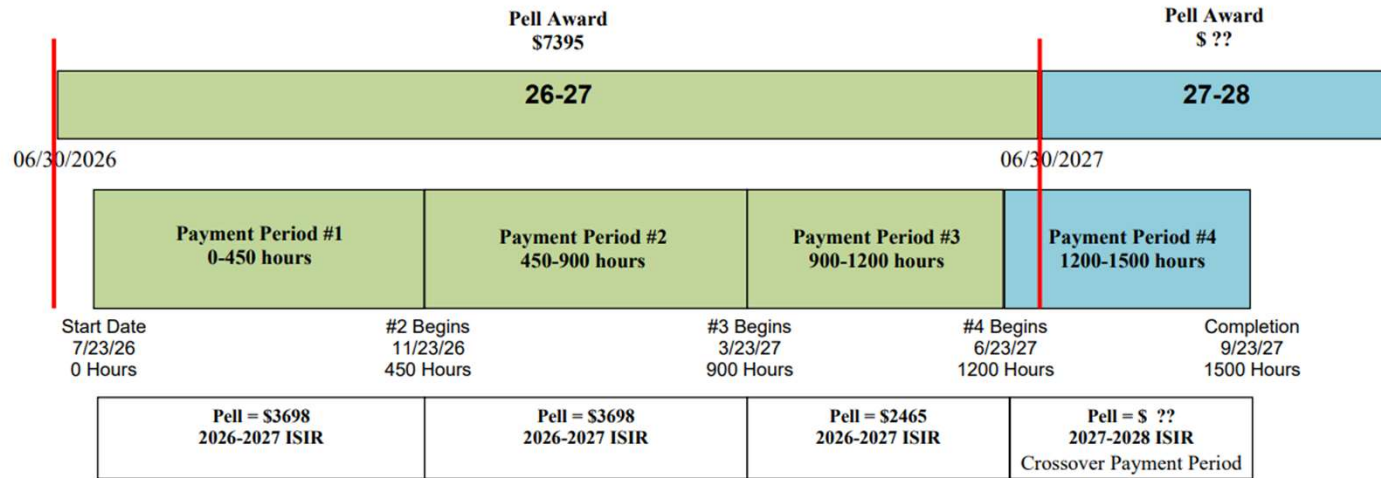 Pell Award
$7395
Pell Award
$ ??
26-27
27-28
06/30/2026
06/30/2027
Payment Period #1
0-450 hours
Payment Period #2
450-900 hours
Payment Period #3
900-1200 hours
Payment Period #4
1200-1500 hours
Start Date
7/23/26
0 Hours
#2 Begins
11/23/26
450 Hours
#3 Begins
3/23/27
900 Hours
#4 Begins
6/23/27
1200 Hours
Completion
9/23/27
1500 Hours
Pell = $3698
2026-2027 ISIR
Pell = $3698
2026-2027 ISIR
Pell = $2465
2026-2027 ISIR
Pell = $ ??
2027-2028 ISIR
Crossover Payment Period